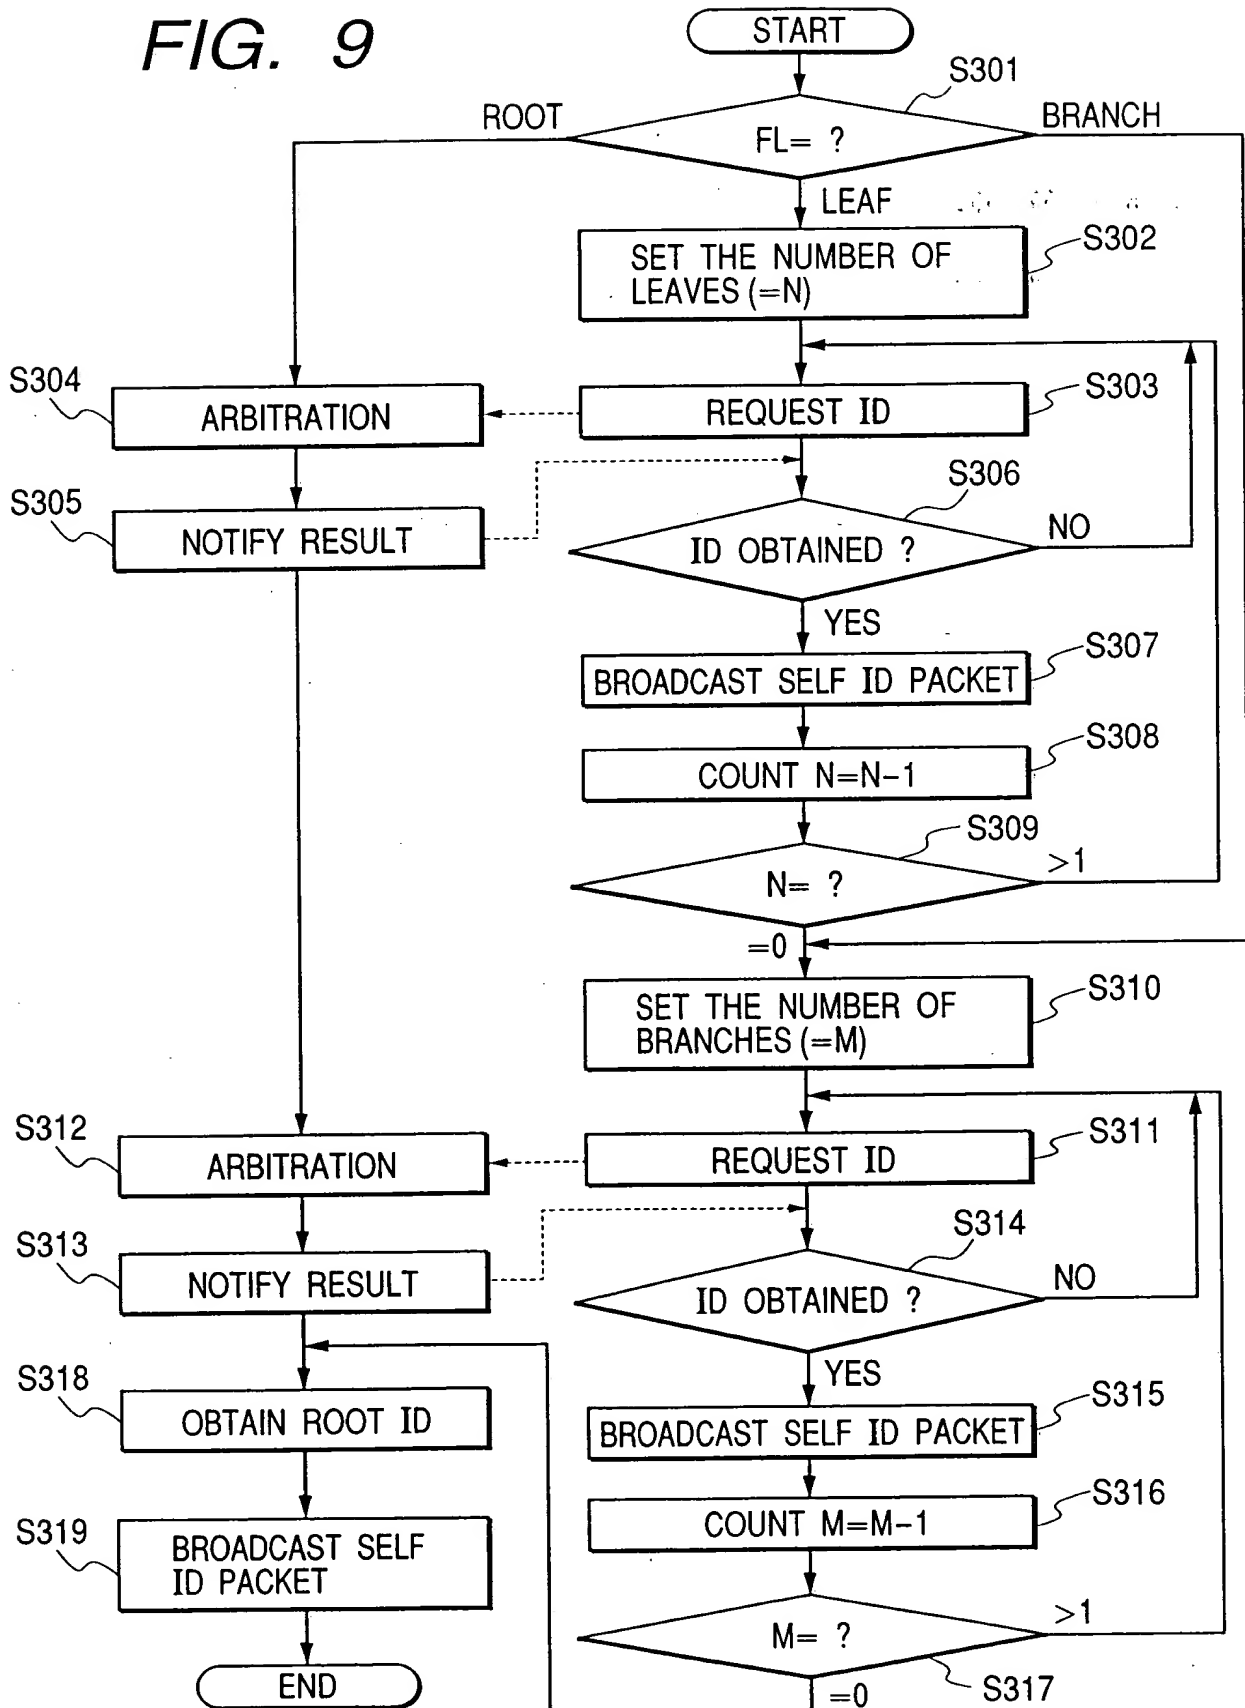 FIG. 9
START
S301
ROOT
BRANCH
FL= ?
LEAF
S302
SET THE NUMBER OF
LEAVES (=N)
S304
ARBITRATION
S303
REQUEST ID
S305
NOTIFY RESULT
S306
ID OBTAINED ?
NO
YES
S307
BROADCAST SELF ID PACKET
S308
COUNT N=N-1
S309
N= ?
>1
=0
S310
SET THE NUMBER OF
BRANCHES (=M)
S312
ARBITRATION
S311
REQUEST ID
S313
NOTIFY RESULT
S314
ID OBTAINED ?
NO
YES
S318
OBTAIN ROOT ID
S315
BROADCAST SELF ID PACKET
S316
COUNT M=M-1
S319
BROADCAST SELF
ID PACKET
M= ?
>1
S317
=0
END